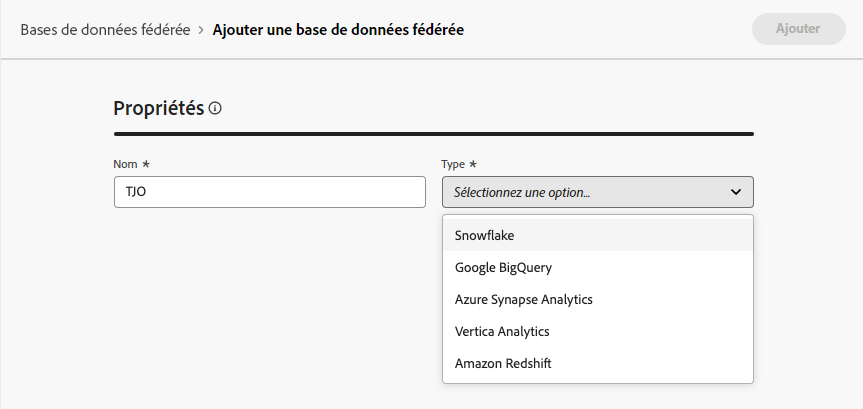 Bases de données fédérée > Ajouter une base de données fédérée
Ajouter
Propriétés
Nom *
Type *
TJO
Sélectionnez une option...
Snowflake
Google BigQuery
Azure Synapse Analytics
Vertica Analytics
Amazon Redshift